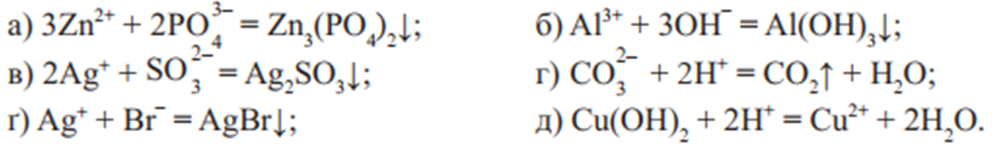 а) 3Zn²⁺ + 2PO₄³⁻ = Zn₃(PO₄)₂↓; б) Al³⁺ + 3OH⁻ = Al(OH)₃↓;
в) 2Ag⁺ + SO₃²⁻ = Ag₂SO₃↓; г) CO₃²⁻ + 2H⁺ = CO₂↑ + H₂O;
ґ) Ag⁺ + Br⁻ = AgBr↓; д) Cu(OH)₂ + 2H⁺ = Cu²⁺ + 2H₂O.